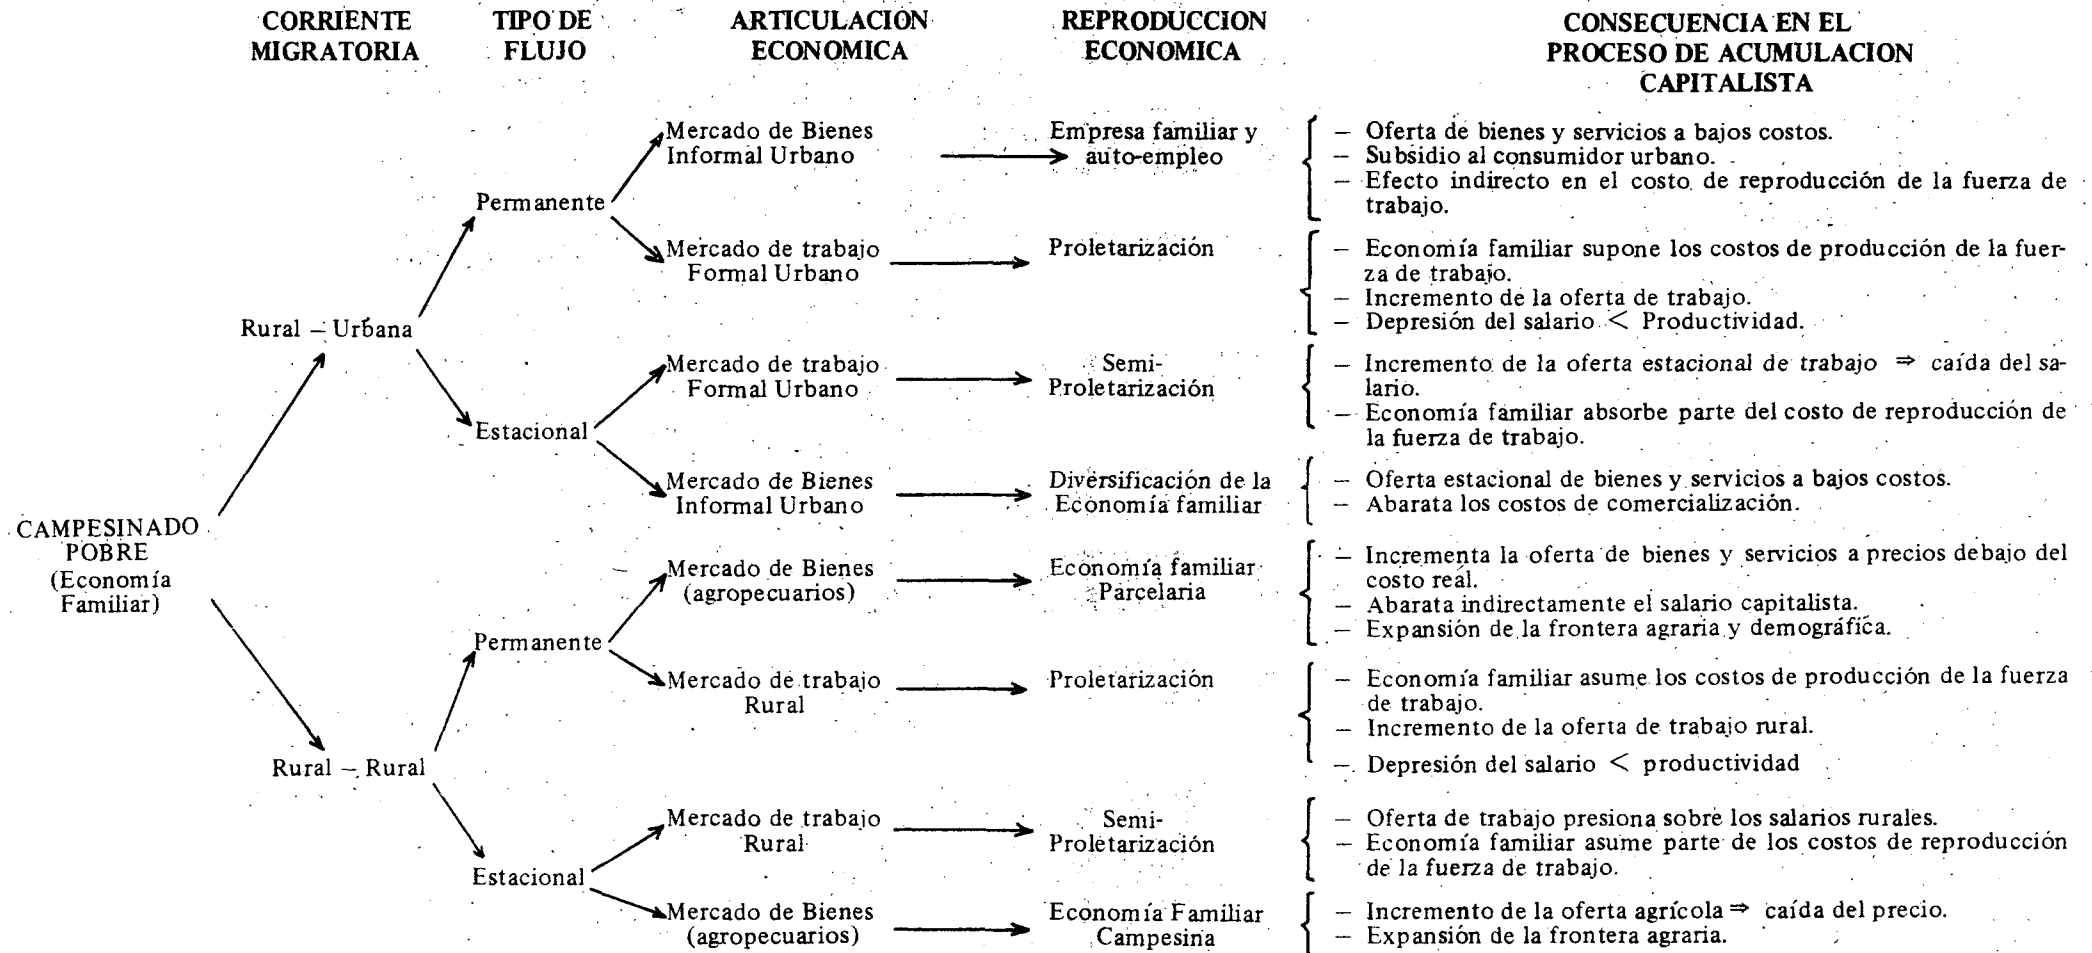 CORRIENTE
MIGRATORIA
TIPO DE
FLUJO
ARTICULACION
ECONOMICA
REPRODUCCION
ECONOMICA
CONSECUENCIA EN EL
PROCESO DE ACUMULACION
CAPITALISTA
CAMPESINADO
POBRE
(Economía
Familiar)
Rural – Urbana
Permanente
Mercado de Bienes
Informal Urbano
Empresa familiar y
auto-empleo
– Oferta de bienes y servicios a bajos costos.
– Subsidio al consumidor urbano.
– Efecto indirecto en el costo de reproducción de la fuerza de
trabajo.
Mercado de trabajo
Formal Urbano
Proletarización
– Economía familiar supone los costos de producción de la fuer-
za de trabajo.
– Incremento de la oferta de trabajo.
– Depresión del salario < Productividad.
Estacional
Mercado de trabajo
Formal Urbano
Semi-
Proletarización
– Incremento de la oferta estacional de trabajo ⇒ caída del sa-
lario.
– Economía familiar absorbe parte del costo de reproducción de
la fuerza de trabajo.
Mercado de Bienes
Informal Urbano
Diversificación de la
Economía familiar
– Oferta estacional de bienes y servicios a bajos costos.
– Abarata los costos de comercialización.
Rural – Rural
Permanente
Mercado de Bienes
(agropecuarios)
Economía familiar
Parcelaria
– Incrementa la oferta de bienes y servicios a precios debajo del
costo real.
– Abarata indirectamente el salario capitalista.
– Expansión de la frontera agraria y demográfica.
Mercado de trabajo
Rural
Proletarización
– Economía familiar asume los costos de producción de la fuerza
de trabajo.
– Incremento de la oferta de trabajo rural.
– Depresión del salario < productividad
Estacional
Mercado de trabajo
Rural
Semi-
Proletarización
– Oferta de trabajo presiona sobre los salarios rurales.
– Economía familiar asume parte de los costos de reproducción
de la fuerza de trabajo.
Mercado de Bienes
(agropecuarios)
Economía Familiar
Campesina
– Incremento de la oferta agrícola ⇒ caída del precio.
– Expansión de la frontera agraria.